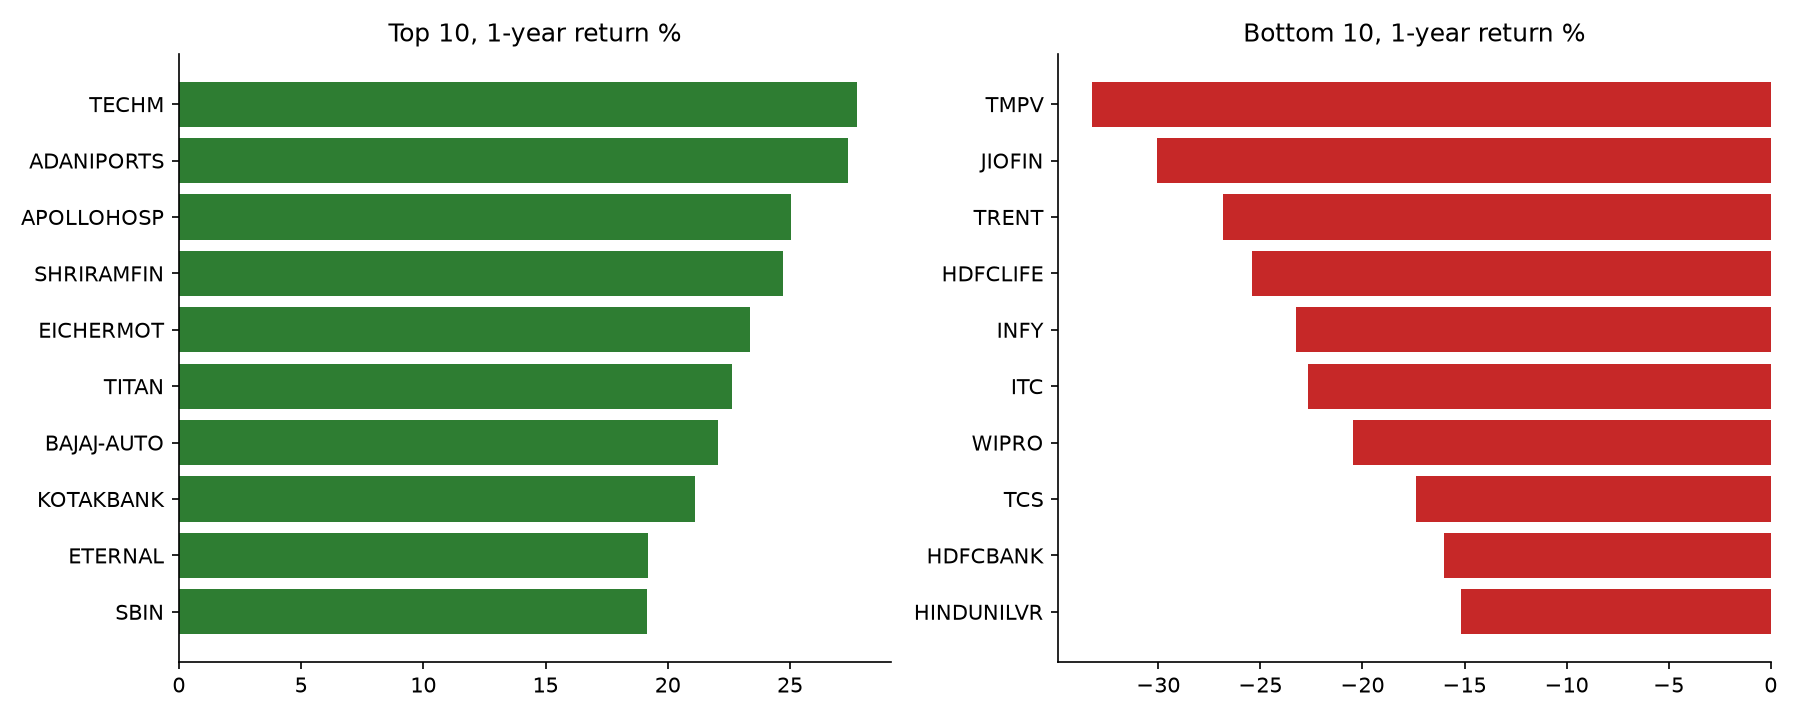 Top 10, 1-year return %
TECHM
ADANIPORTS
APOLLOHOSP
SHRIRAMFIN
EICHERMOT
TITAN
BAJAJ-AUTO
KOTAKBANK
ETERNAL
SBIN
0 5 10 15 20 25
Bottom 10, 1-year return %
TMPV
JIOFIN
TRENT
HDFCLIFE
INFY
ITC
WIPRO
TCS
HDFCBANK
HINDUNILVR
−30 −25 −20 −15 −10 −5 0